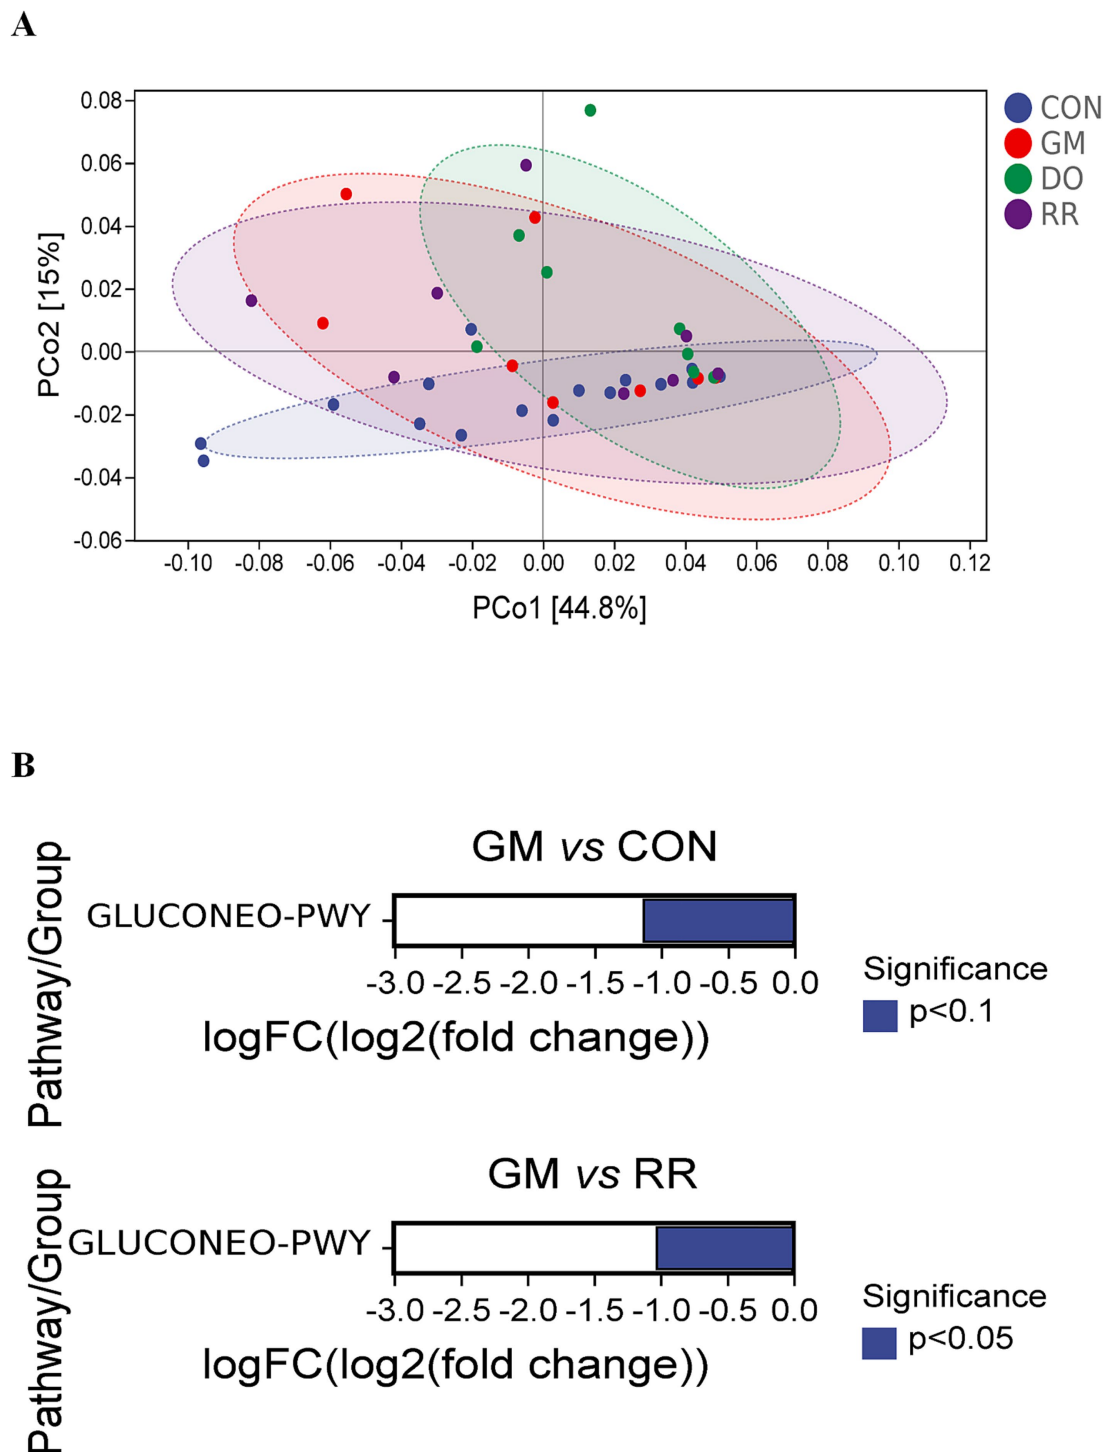 A
0.08
0.06
0.04
0.02
0.00
-0.02
-0.04
-0.06
PCo2 [15%]
-0.10 -0.08 -0.06 -0.04 -0.02 0.00 0.02 0.04 0.06 0.08 0.10 0.12
PCo1 [44.8%]
CON
GM
DO
RR
B
GM vs CON
Pathway/Group
GLUCONEO-PWY
-3.0 -2.5 -2.0 -1.5 -1.0 -0.5 0.0
logFC(log2(fold change))
Significance
p<0.1
GM vs RR
Pathway/Group
GLUCONEO-PWY
-3.0 -2.5 -2.0 -1.5 -1.0 -0.5 0.0
logFC(log2(fold change))
Significance
p<0.05